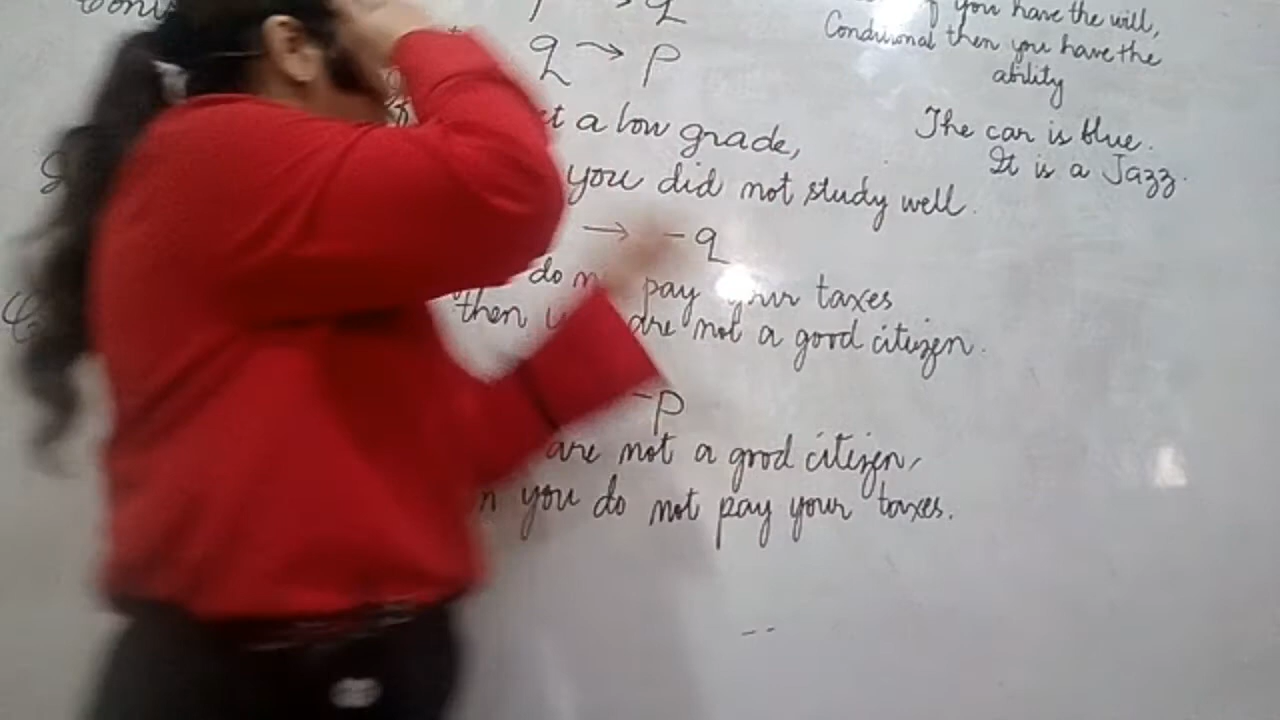 q → p
a low grade,
you did not study well.
→ -q
do pay your taxes
then are not a good citizen.
-p
are not a good citizen,
you do not pay your taxes.
you have the will,
Conditional then you have the
ability
The car is blue.
It is a Jazz.